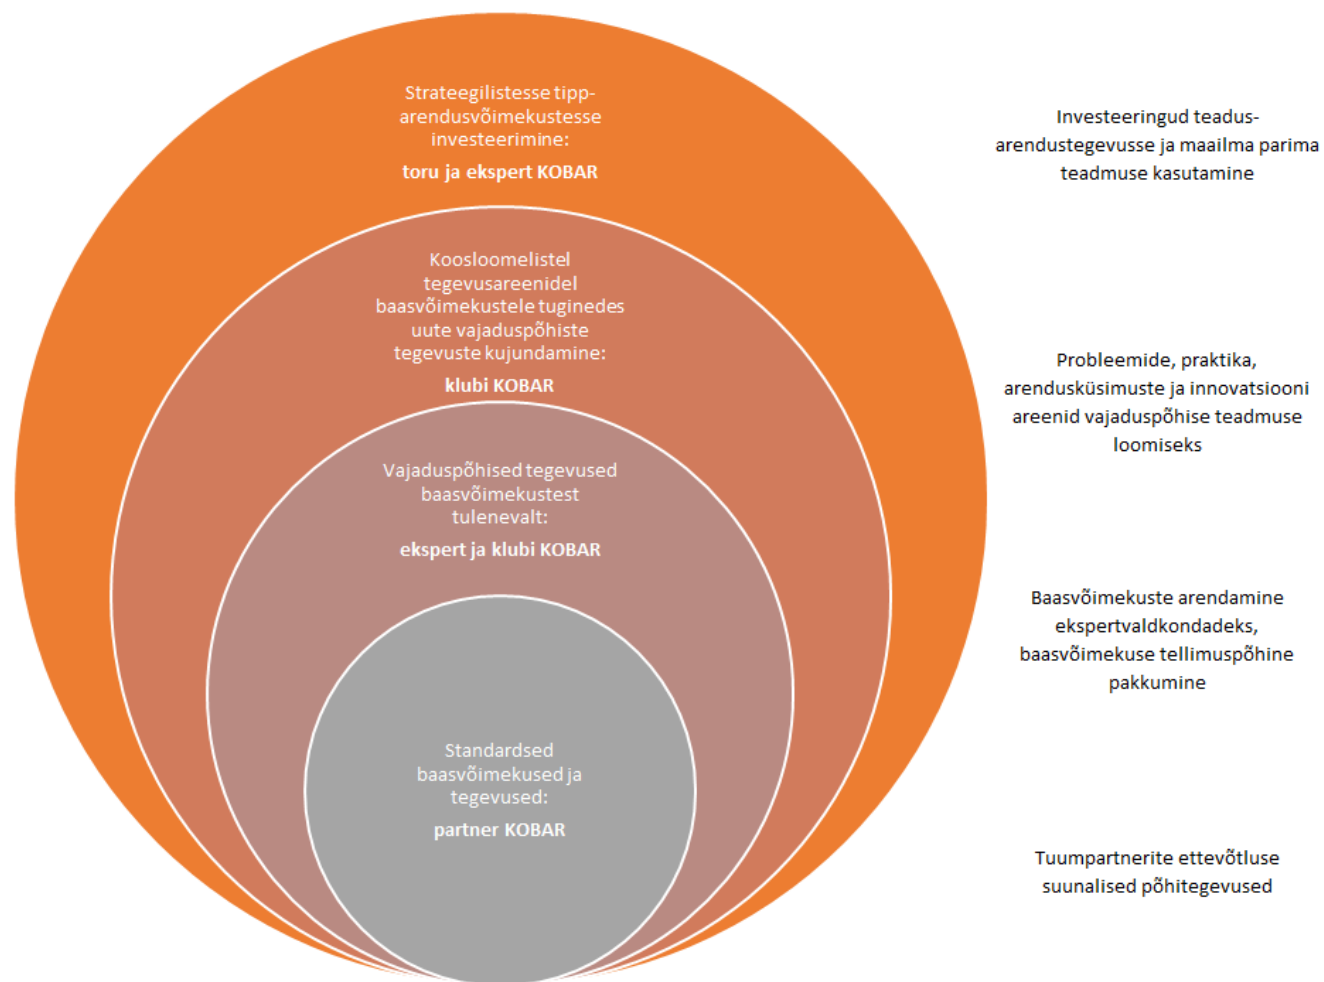 Strateegilistesse tipp-
arendusvõimekustesse
investeerimine:
toru ja ekspert KOBAR
Investeeringud teadus-
arendustegevusse ja maailma parima
teadmuse kasutamine
Koosloomelistel
tegevusareenidel
baasvõimekustele tuginedes
uute vajaduspõhiste
tegevuste kujundamine:
klubi KOBAR
Probleemide, praktika,
arendusküsimuste ja innovatsiooni
areenid vajaduspõhise teadmuse
loomiseks
Vajaduspõhised tegevused
baasvõimekustest
tulenevalt:
ekspert ja klubi KOBAR
Baasvõimekuste arendamine
ekspertvaldkondadeks,
baasvõimekuse tellimuspõhine
pakkumine
Standardsed
baasvõimekused ja
tegevused:
partner KOBAR
Tuumpartnerite ettevõtluse
suunalised põhitegevused